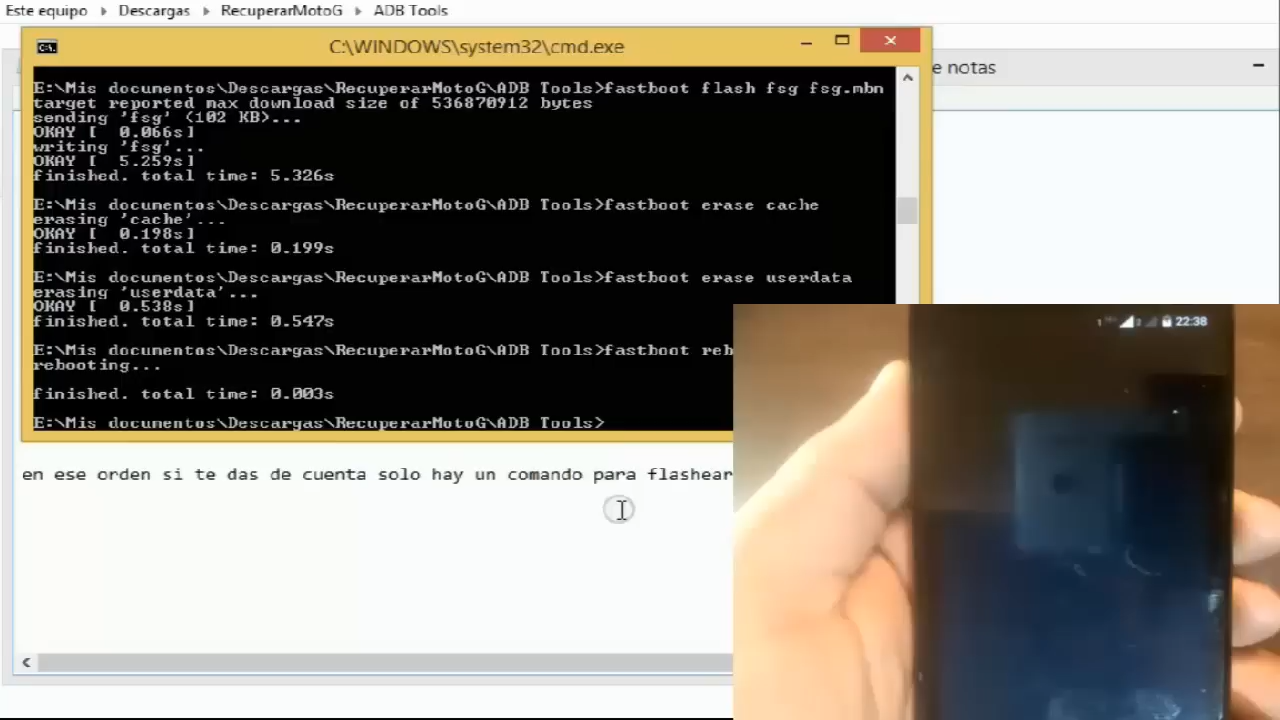 Este equipo Descargas RecuperarMotoG ADB Tools
C:\WINDOWS\system32\cmd.exe
e notas
E:\Mis documentos\Descargas\RecuperarMotoG\ADB Tools>fastboot flash fsg fsg.mbn
target reported max download size of 536870912 bytes
sending 'fsg' (102 KB)...
OKAY [  0.066s]
writing 'fsg'...
OKAY [  5.259s]
finished. total time: 5.326s
E:\Mis documentos\Descargas\RecuperarMotoG\ADB Tools>fastboot erase cache
erasing 'cache'...
OKAY [  0.198s]
finished. total time: 0.199s
E:\Mis documentos\Descargas\RecuperarMotoG\ADB Tools>fastboot erase userdata
erasing 'userdata'...
OKAY [  0.538s]
finished. total time: 0.547s
E:\Mis documentos\Descargas\RecuperarMotoG\ADB Tools>fastboot reb
rebooting...
finished. total time: 0.003s
E:\Mis documentos\Descargas\RecuperarMotoG\ADB Tools>
22:38
en ese orden si te das de cuenta solo hay un comando para flashear